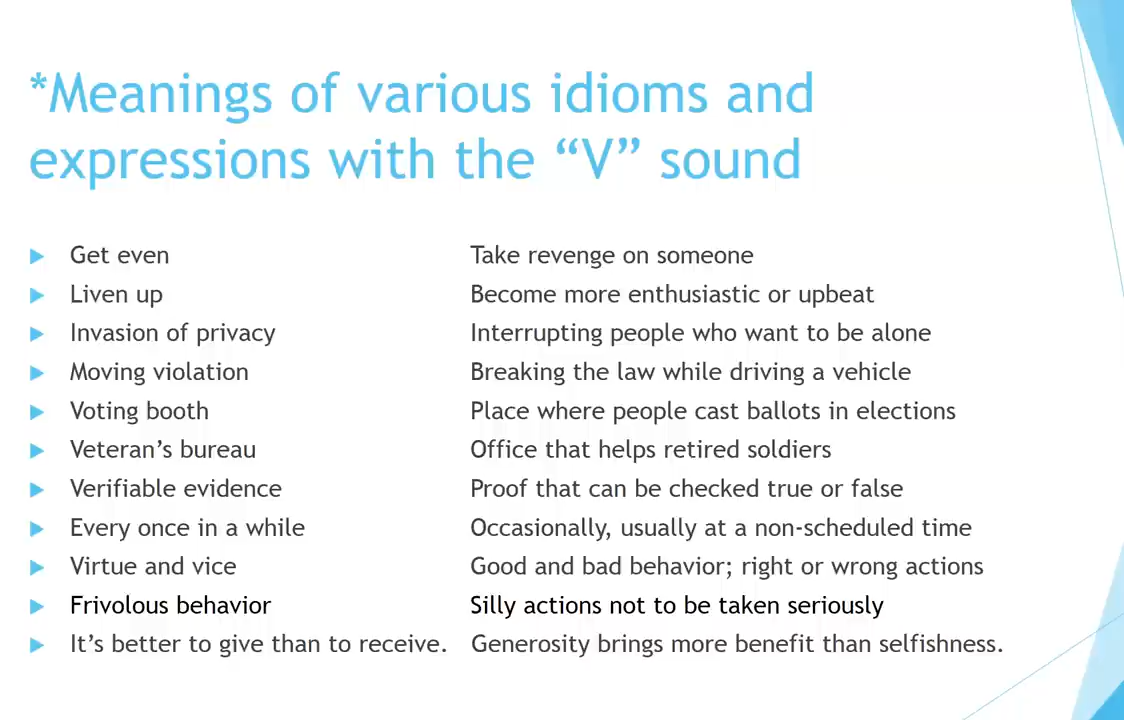 *Meanings of various idioms and
expressions with the “V” sound
Get even Take revenge on someone
Liven up Become more enthusiastic or upbeat
Invasion of privacy Interrupting people who want to be alone
Moving violation Breaking the law while driving a vehicle
Voting booth Place where people cast ballots in elections
Veteran’s bureau Office that helps retired soldiers
Verifiable evidence Proof that can be checked true or false
Every once in a while Occasionally, usually at a non-scheduled time
Virtue and vice Good and bad behavior; right or wrong actions
Frivolous behavior Silly actions not to be taken seriously
It’s better to give than to receive. Generosity brings more benefit than selfishness.